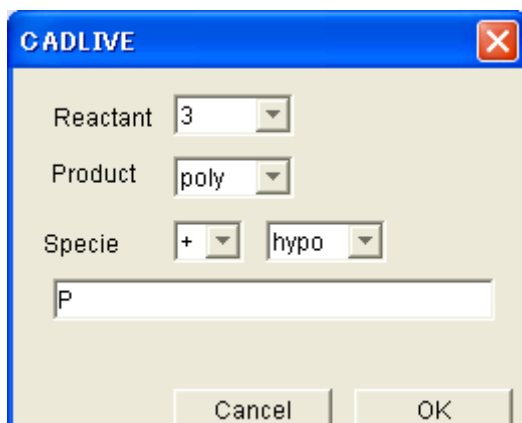 CADLIVE
Reactant 3
Product poly
Specie + hypo
P
Cancel OK